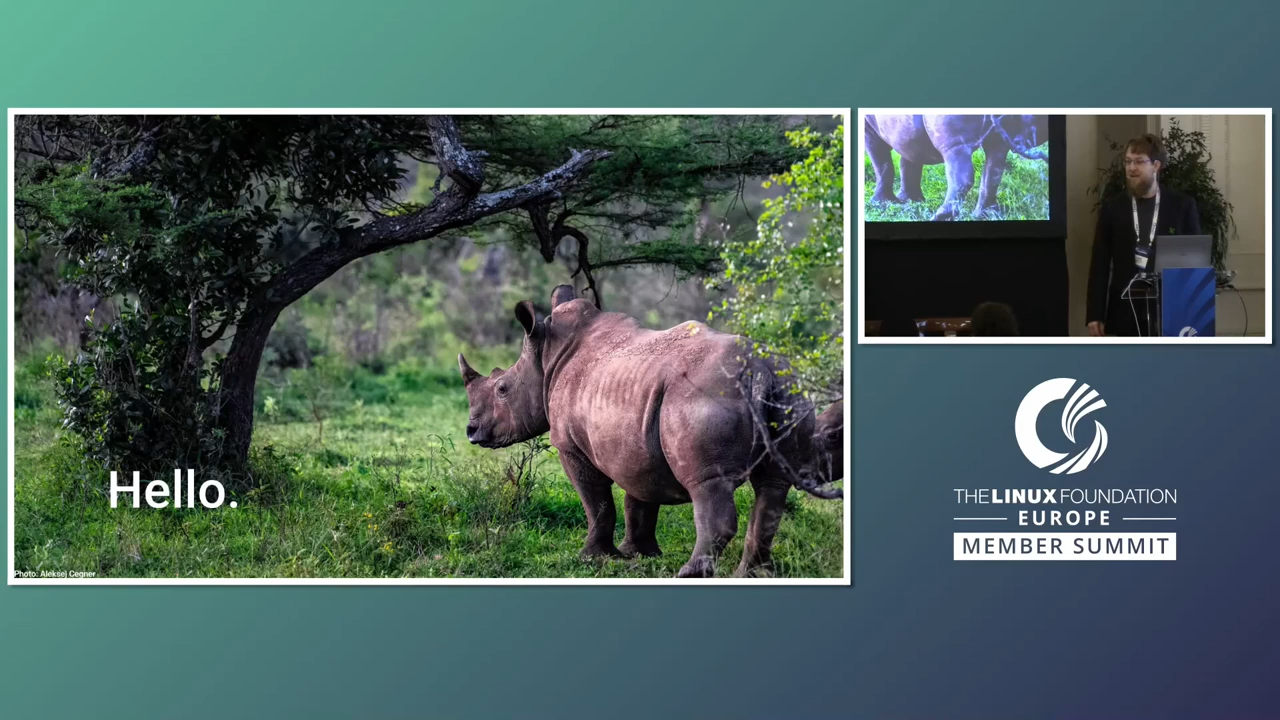 Hello.
Photo: Aleksej Cegner
THE LINUX FOUNDATION
EUROPE
MEMBER SUMMIT